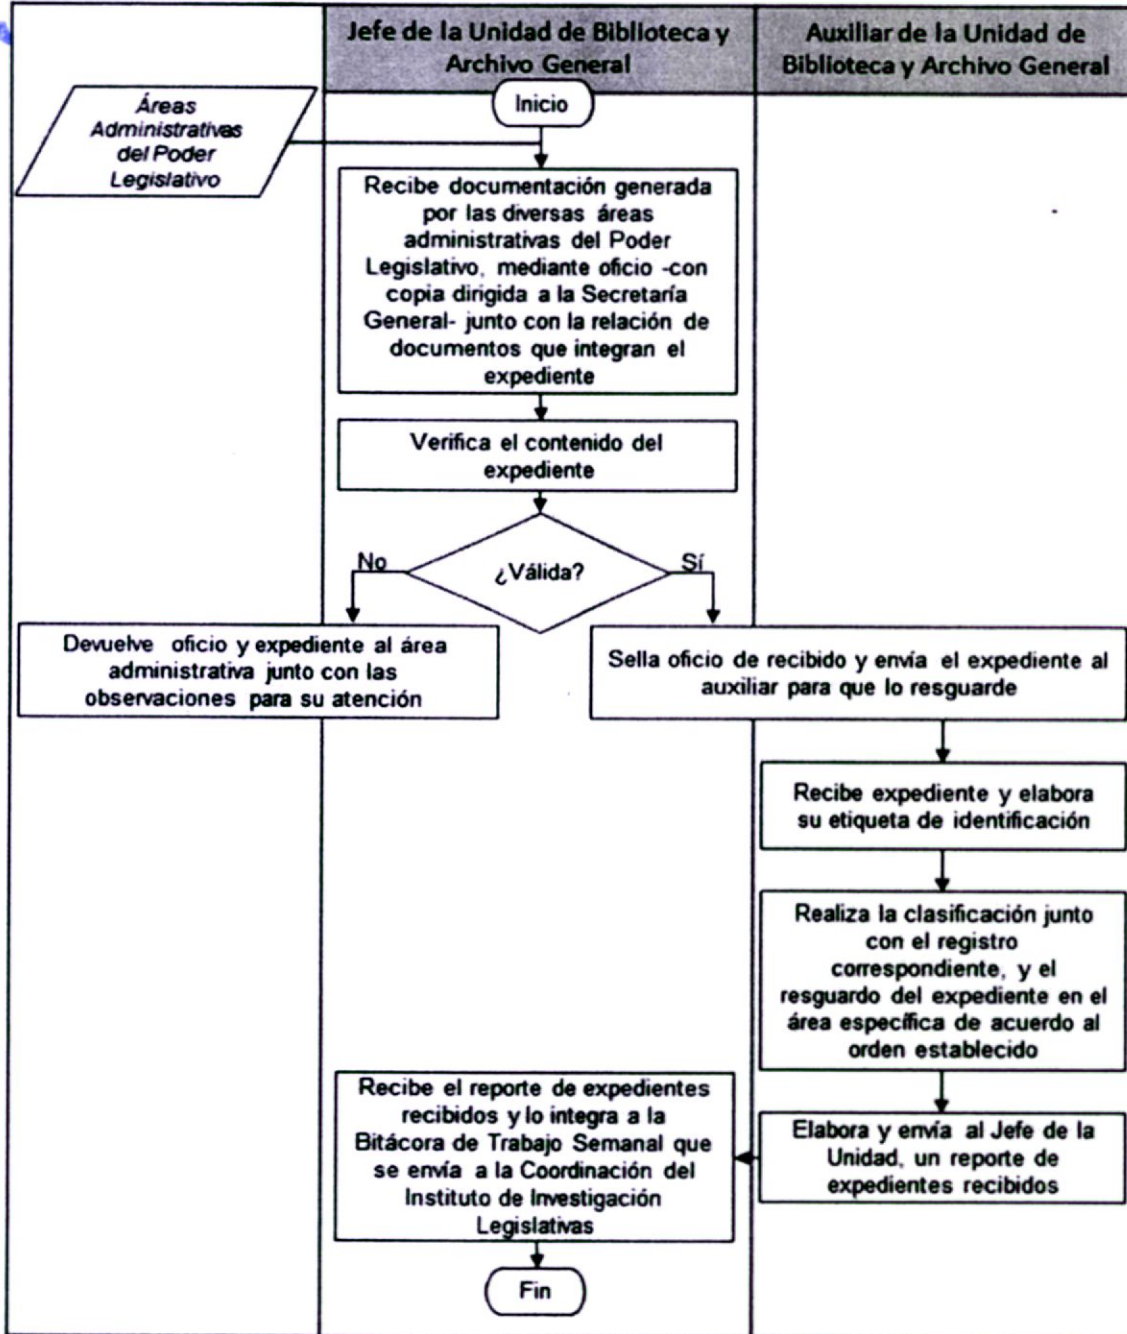 Jefe de la Unidad de Biblioteca y
Archivo General
Auxiliar de la Unidad de
Biblioteca y Archivo General
Áreas
Administrativas
del Poder
Legislativo
Inicio
Recibe documentación generada
por las diversas áreas
administrativas del Poder
Legislativo, mediante oficio -con
copia dirigida a la Secretaría
General- junto con la relación de
documentos que integran el
expediente
Verifica el contenido del
expediente
¿Válida?
No
Sí
Devuelve oficio y expediente al área
administrativa junto con las
observaciones para su atención
Sella oficio de recibido y envía el expediente al
auxiliar para que lo resguarde
Recibe expediente y elabora
su etiqueta de identificación
Realiza la clasificación junto
con el registro
correspondiente, y el
resguardo del expediente en el
área específica de acuerdo al
orden establecido
Elabora y envía al Jefe de la
Unidad, un reporte de
expedientes recibidos
Recibe el reporte de expedientes
recibidos y lo integra a la
Bitácora de Trabajo Semanal que
se envía a la Coordinación del
Instituto de Investigación
Legislativas
Fin